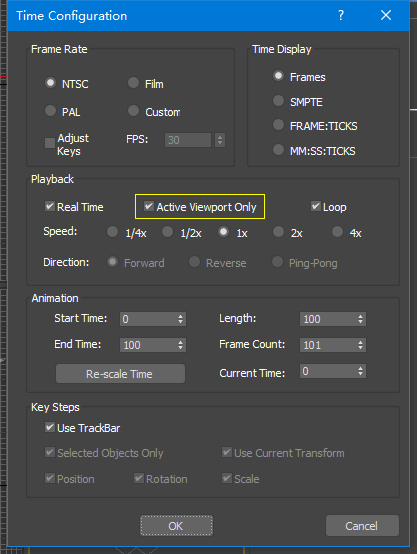 Time Configuration ? ×
Frame Rate
NTSC Film
PAL Custom
Adjust Keys FPS: 30
Time Display
Frames
SMPTE
FRAME:TICKS
MM:SS:TICKS
Playback
Real Time Active Viewport Only Loop
Speed: 1/4x 1/2x 1x 2x 4x
Direction: Forward Reverse Ping-Pong
Animation
Start Time: 0 Length: 100
End Time: 100 Frame Count: 101
Re-scale Time Current Time: 0
Key Steps
Use TrackBar
Selected Objects Only Use Current Transform
Position Rotation Scale
OK Cancel